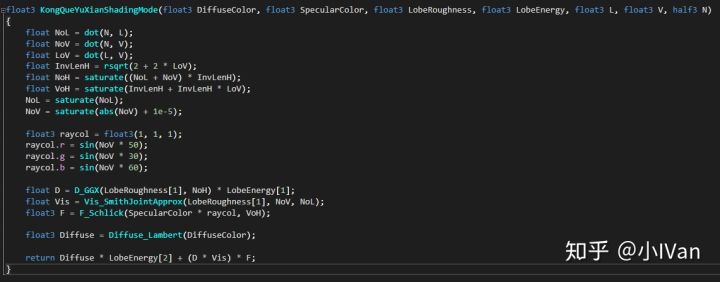 float3 KongQueYuXianShadingMode(float3 DiffuseColor, float3 SpecularColor, float3 LobeRoughness, float3 LobeEnergy, float3 L, float3 V, half3 N)
{
    float NoL = dot(N, L);
    float NoV = dot(N, V);
    float LoV = dot(L, V);
    float InvLenH = rsqrt(2 + 2 * LoV);
    float NoH = saturate((NoL + NoV) * InvLenH);
    float VoH = saturate(InvLenH + InvLenH * LoV);
    NoL = saturate(NoL);
    NoV = saturate(abs(NoV) + 1e-5);

    float3 raycol = float3(1, 1, 1);
    raycol.r = sin(NoV * 50);
    raycol.g = sin(NoV * 30);
    raycol.b = sin(NoV * 60);

    float D = D_GGX(LobeRoughness[1], NoH) * LobeEnergy[1];
    float Vis = Vis_SmithJointApprox(LobeRoughness[1], NoV, NoL);
    float3 F = F_Schlick(SpecularColor * raycol, VoH);

    float3 Diffuse = Diffuse_Lambert(DiffuseColor);

    return Diffuse * LobeEnergy[2] + (D * Vis) * F;
}
知乎 @小IVan